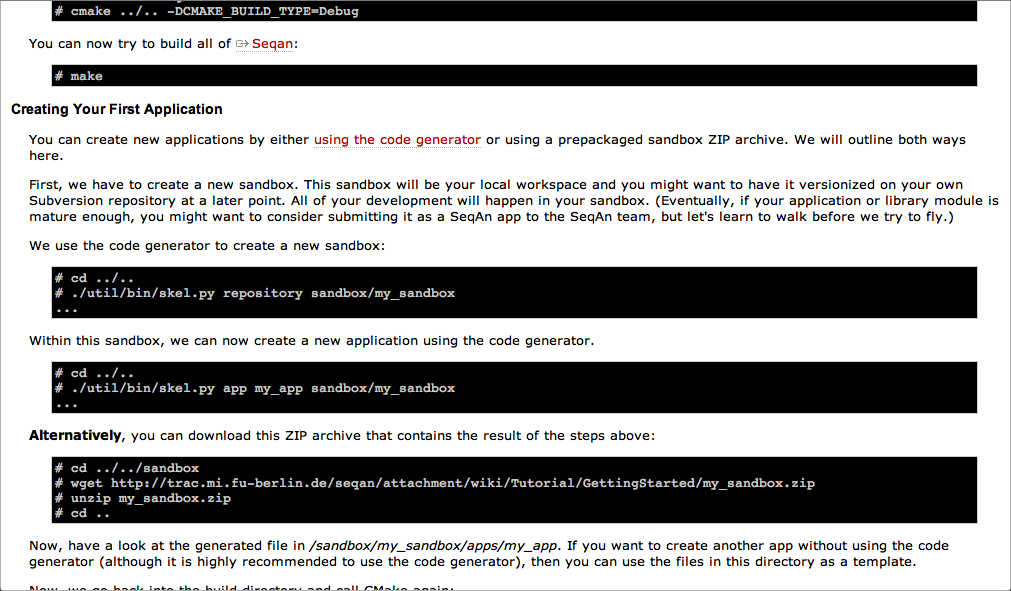 # cmake ../.. -DCMAKE_BUILD_TYPE=Debug
You can now try to build all of Seqan:
# make
Creating Your First Application
You can create new applications by either using the code generator or using a prepackaged sandbox ZIP archive. We will outline both ways
here.
First, we have to create a new sandbox. This sandbox will be your local workspace and you might want to have it versionized on your own
Subversion repository at a later point. All of your development will happen in your sandbox. (Eventually, if your application or library module is
mature enough, you might want to consider submitting it as a SeqAn app to the SeqAn team, but let's learn to walk before we try to fly.)
We use the code generator to create a new sandbox:
# cd ../..
# ./util/bin/skel.py repository sandbox/my_sandbox
...
Within this sandbox, we can now create a new application using the code generator.
# cd ../..
# ./util/bin/skel.py app my_app sandbox/my_sandbox
...
Alternatively, you can download this ZIP archive that contains the result of the steps above:
# cd ../../sandbox
# wget http://trac.mi.fu-berlin.de/seqan/attachment/wiki/Tutorial/GettingStarted/my_sandbox.zip
# unzip my_sandbox.zip
# cd ..
Now, have a look at the generated file in /sandbox/my_sandbox/apps/my_app. If you want to create another app without using the code
generator (although it is highly recommended to use the code generator), then you can use the files in this directory as a template.
Now, we go back into the build directory and call CMake again: